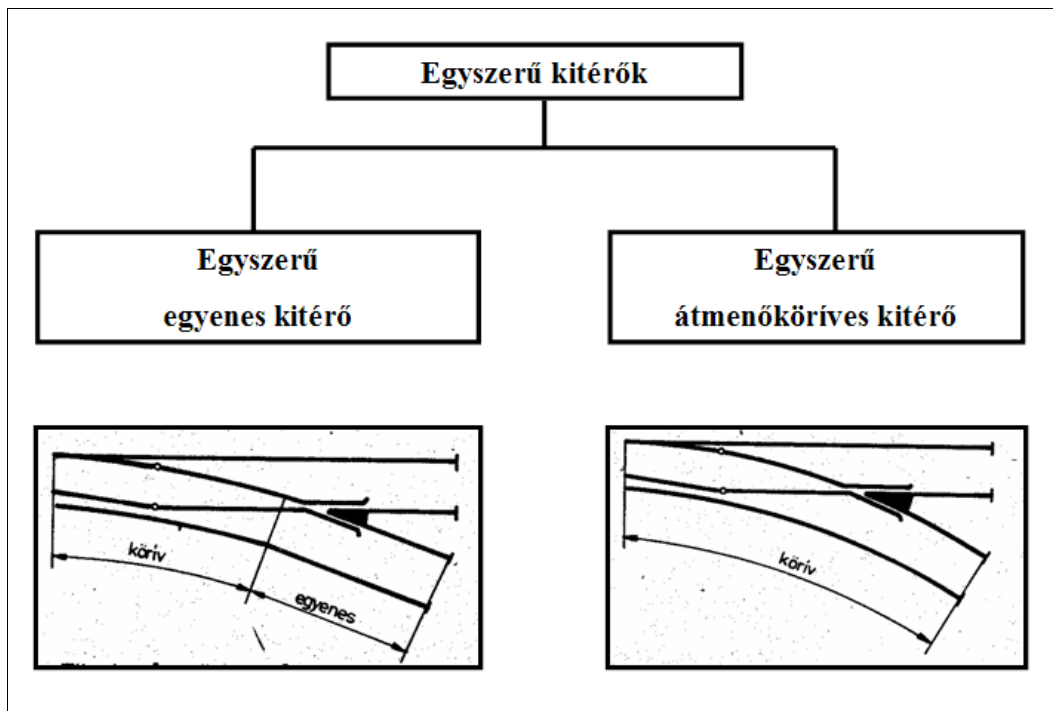 Egyszerű kitérők
Egyszerű
egyenes kitérő
Egyszerű
átmenőköríves kitérő
körív
egyenes
körív